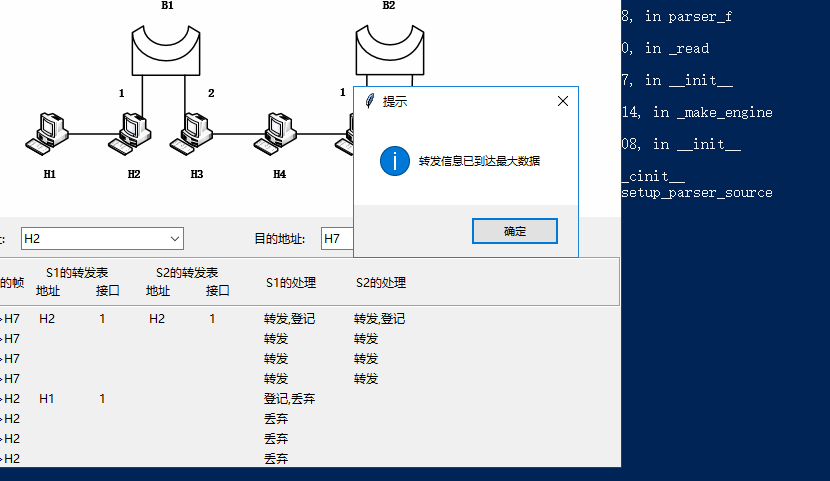 B1
B2
1
2
1
H1
H2
H3
H4
提示
转发信息已到达最大数据
确定
H2
目的地址:
H7
的帧
S1的转发表
S2的转发表
S1的处理
S2的处理
地址
接口
地址
接口
>H7 H2 1 H2 1 转发,登记 转发,登记
>H7 转发 转发
>H7 转发 转发
>H7 转发 转发
>H2 H1 1 登记,丢弃
>H2 丢弃
>H2 丢弃
>H2 丢弃
8, in parser_f
0, in _read
7, in __init__
14, in _make_engine
08, in __init__
_cinit__
setup_parser_source